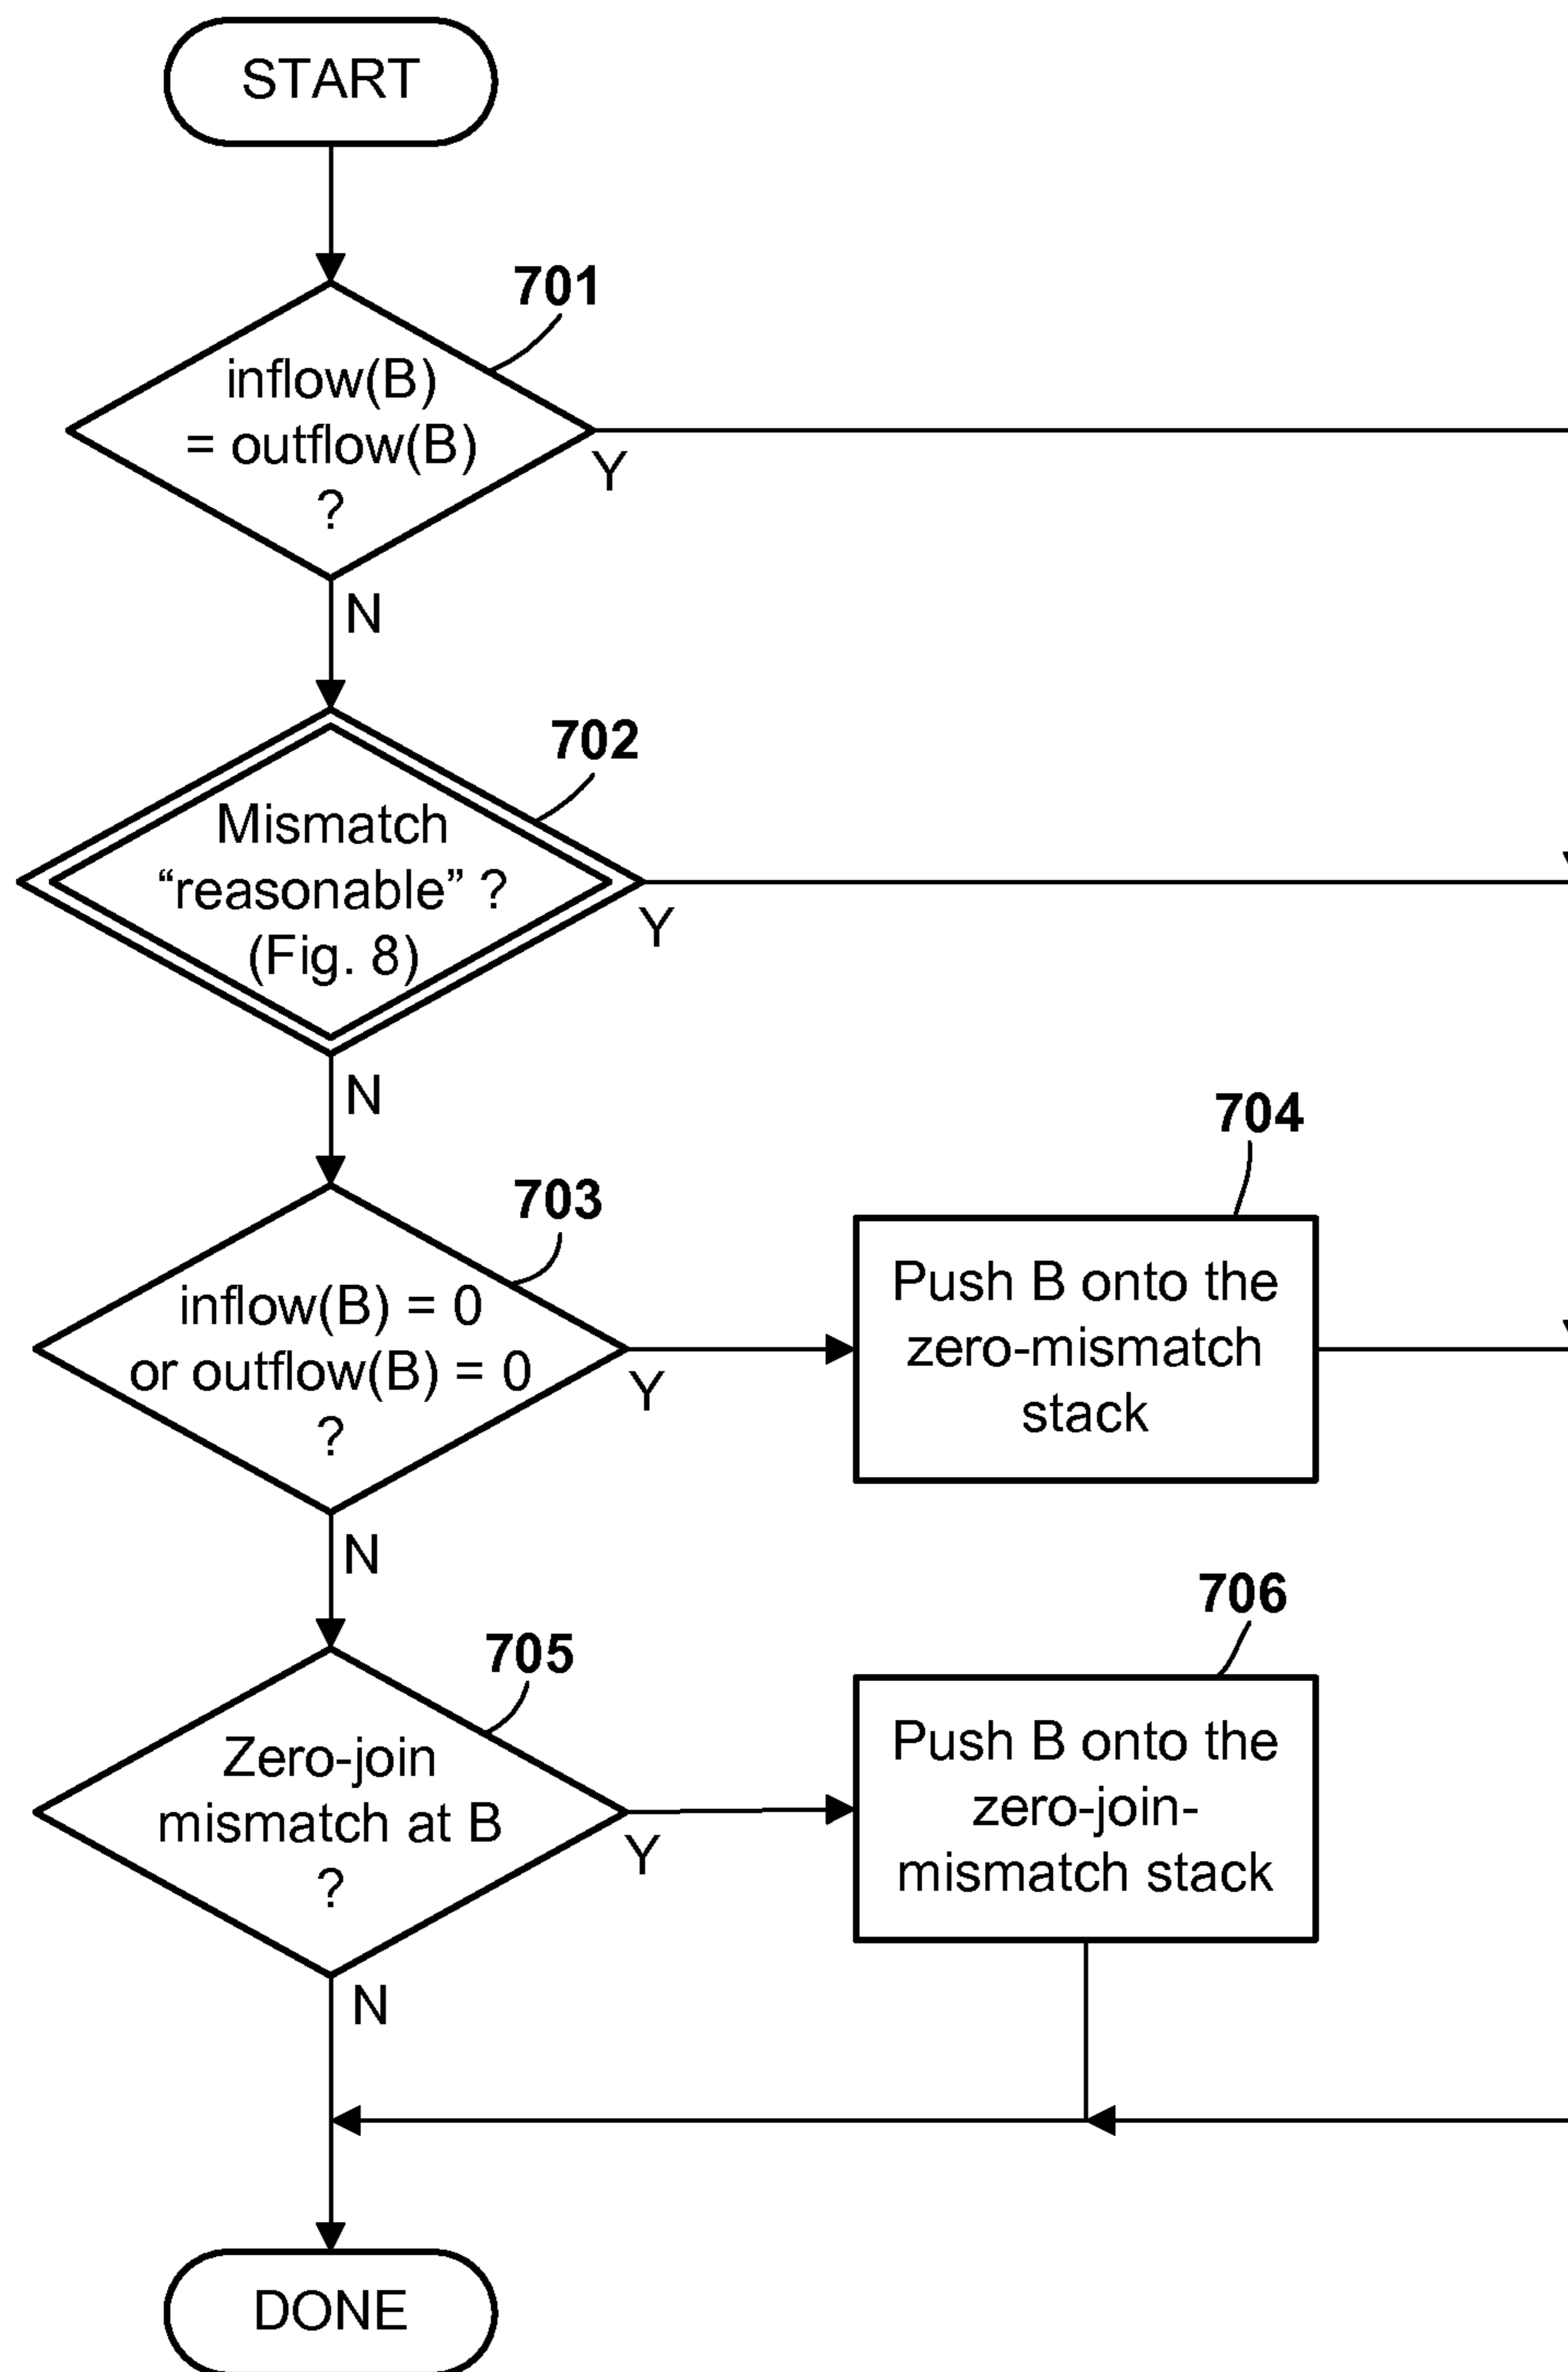 START
701
inflow(B)
= outflow(B)
?
Y
N
702
Mismatch
“reasonable” ?
(Fig. 8)
Y
N
703
inflow(B) = 0
or outflow(B) = 0
?
Y
N
704
Push B onto the
zero-mismatch
stack
705
Zero-join
mismatch at B
?
Y
N
706
Push B onto the
zero-join-
mismatch stack
DONE